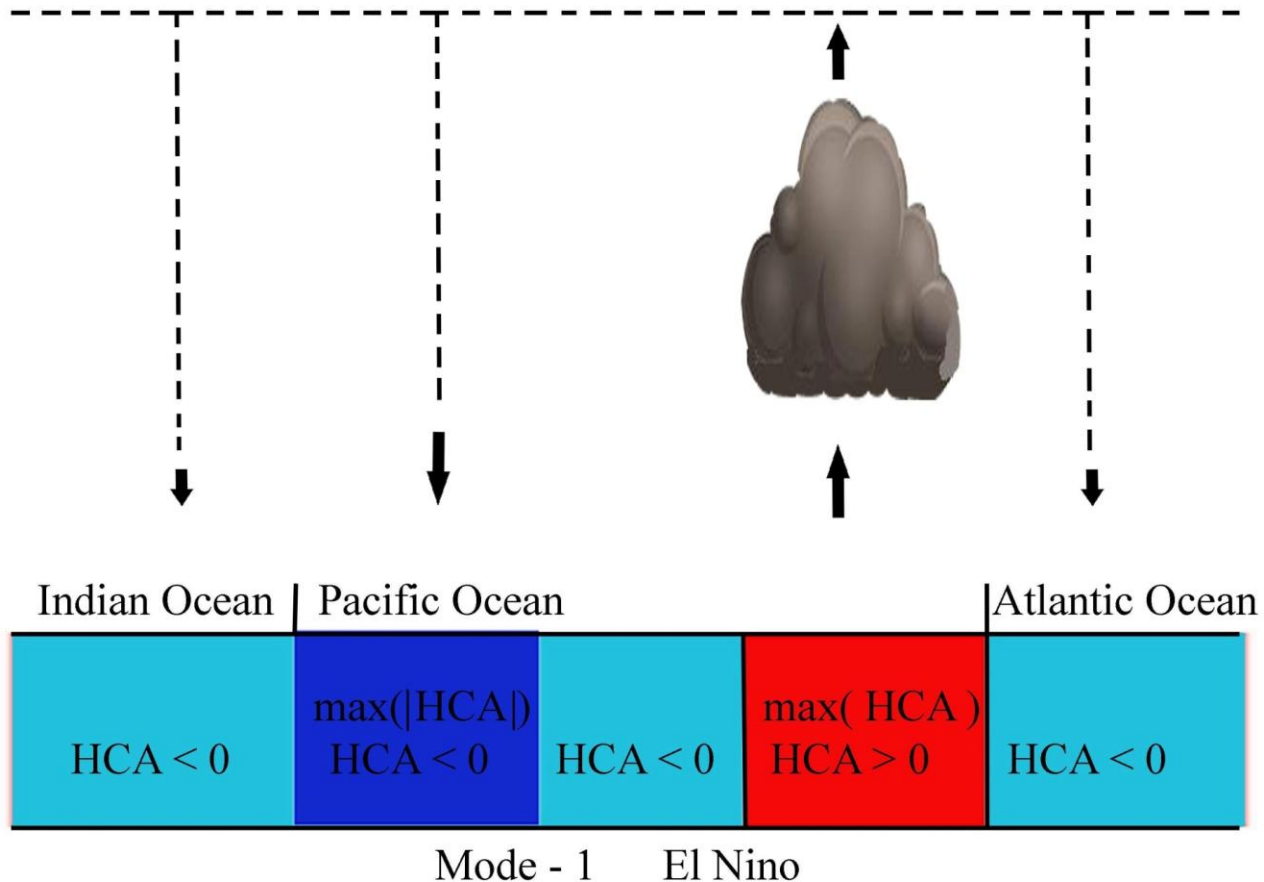 Indian Ocean Pacific Ocean Atlantic Ocean
max(|HCA|) max( HCA )
HCA < 0 HCA < 0 HCA < 0 HCA > 0 HCA < 0
Mode - 1 El Nino